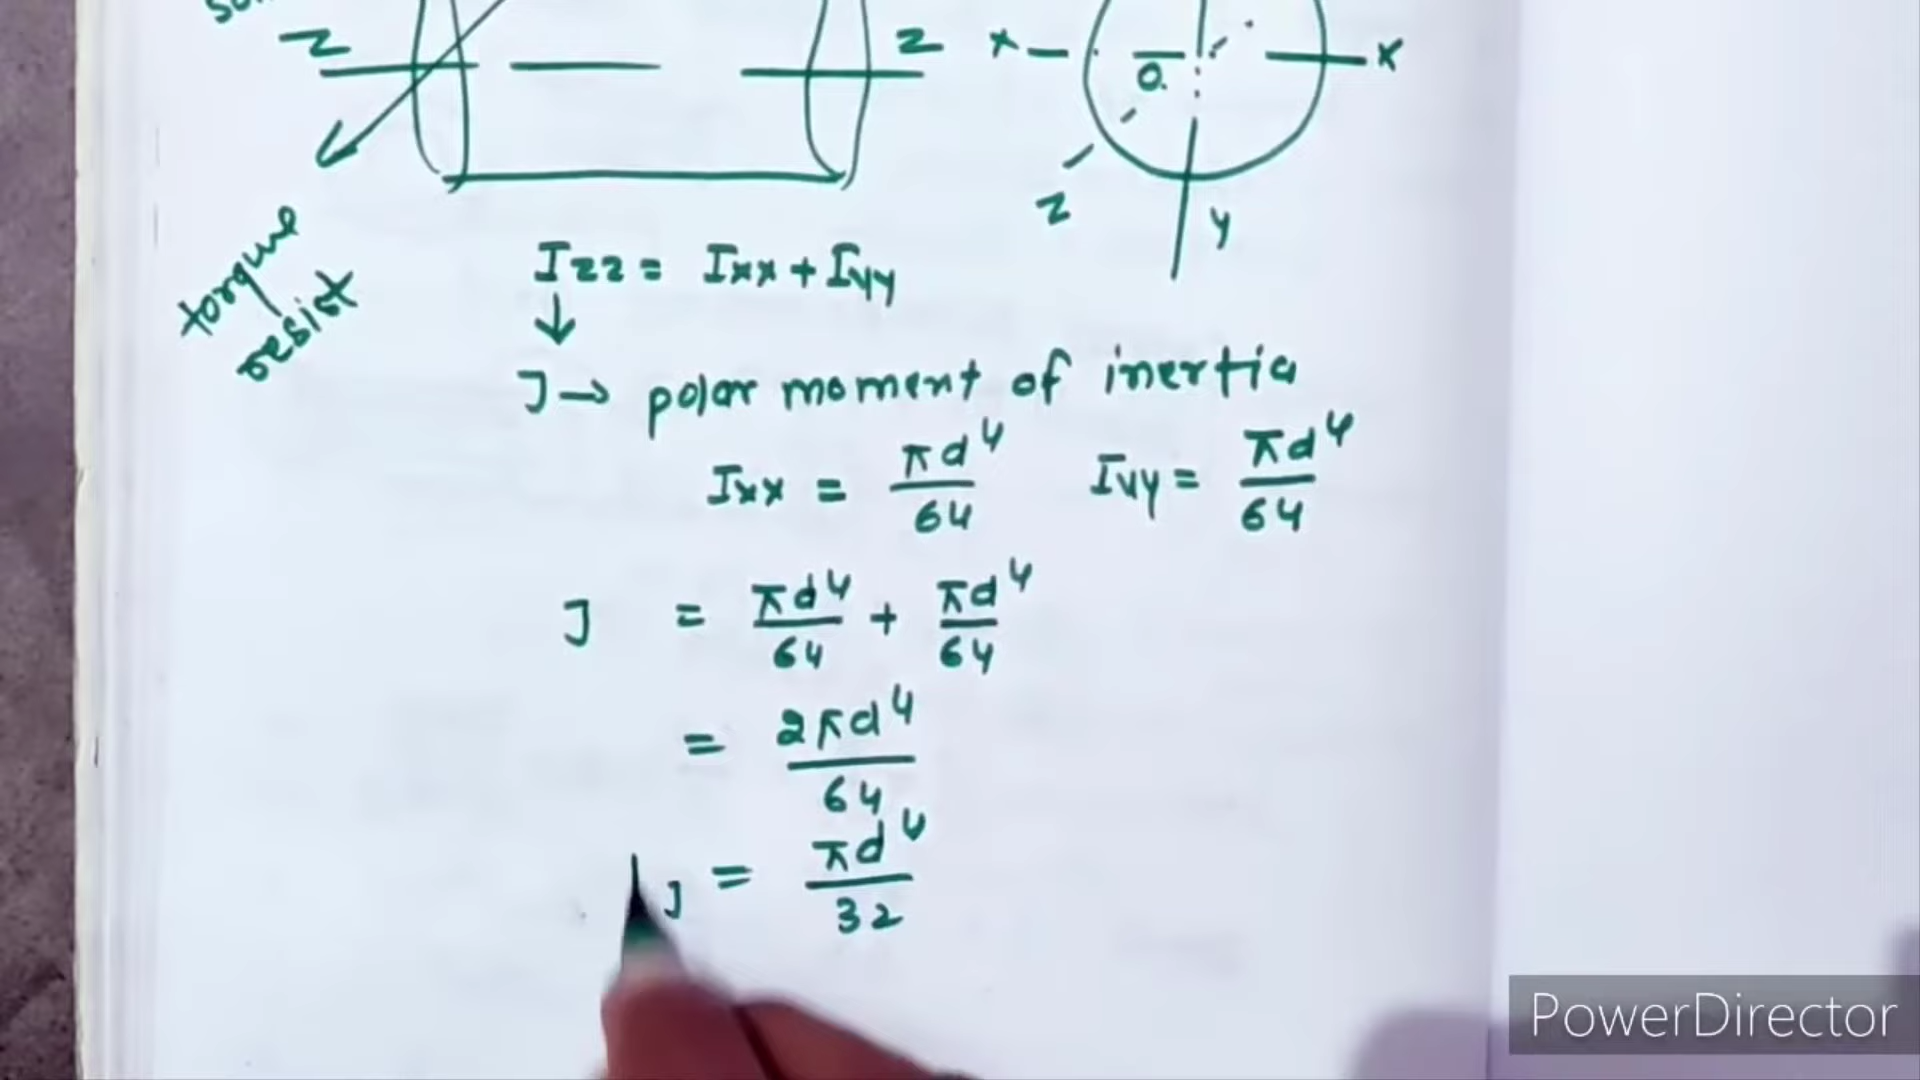 Z Z X O. X
Z Y
torque
resist
Izz = Ixx + Iyy
↓
J → polar moment of inertia
Ixx = πd⁴/64 Iyy = πd⁴/64
J = πd⁴/64 + πd⁴/64
= 2πd⁴/64
J = πd⁴/32
PowerDirector